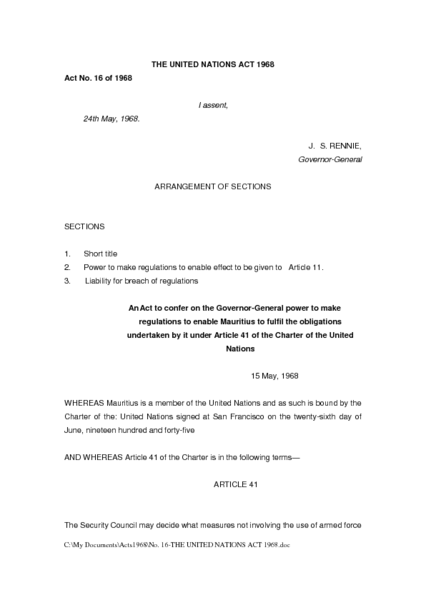 THE UNITED NATIONS ACT 1968
Act No. 16 of 1968
I assent,
24th May, 1968.
J. S. RENNIE,
Governor-General
ARRANGEMENT OF SECTIONS
SECTIONS
1. Short title
2. Power to make regulations to enable effect to be given to Article 11.
3. Liability for breach of regulations
An Act to confer on the Governor-General power to make
regulations to enable Mauritius to fulfil the obligations
undertaken by it under Article 41 of the Charter of the United
Nations
15 May, 1968
WHEREAS Mauritius is a member of the United Nations and as such is bound by the
Charter of the: United Nations signed at San Francisco on the twenty-sixth day of
June, nineteen hundred and forty-five
AND WHEREAS Article 41 of the Charter is in the following terms—
ARTICLE 41
The Security Council may decide what measures not involving the use of armed force
C:\My Documents\Acts1968\No. 16-THE UNITED NATIONS ACT 1968.doc